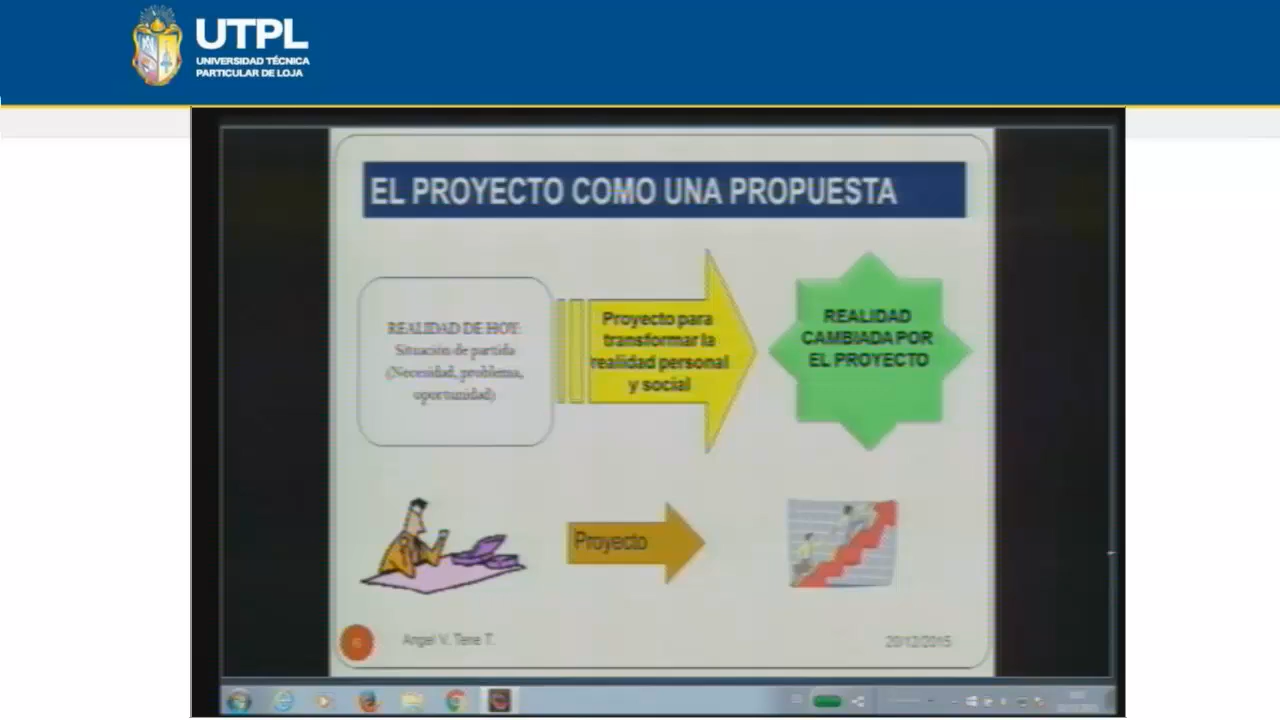 UTPL
UNIVERSIDAD TÉCNICA
PARTICULAR DE LOJA
EL PROYECTO COMO UNA PROPUESTA
REALIDAD DE HOY:
Situación de partida
(Necesidad, problema,
oportunidad)
Proyecto para
transformar la
realidad personal
y social
REALIDAD
CAMBIADA POR
EL PROYECTO
Proyecto
6
Angel V. Tene T.
20/12/2015